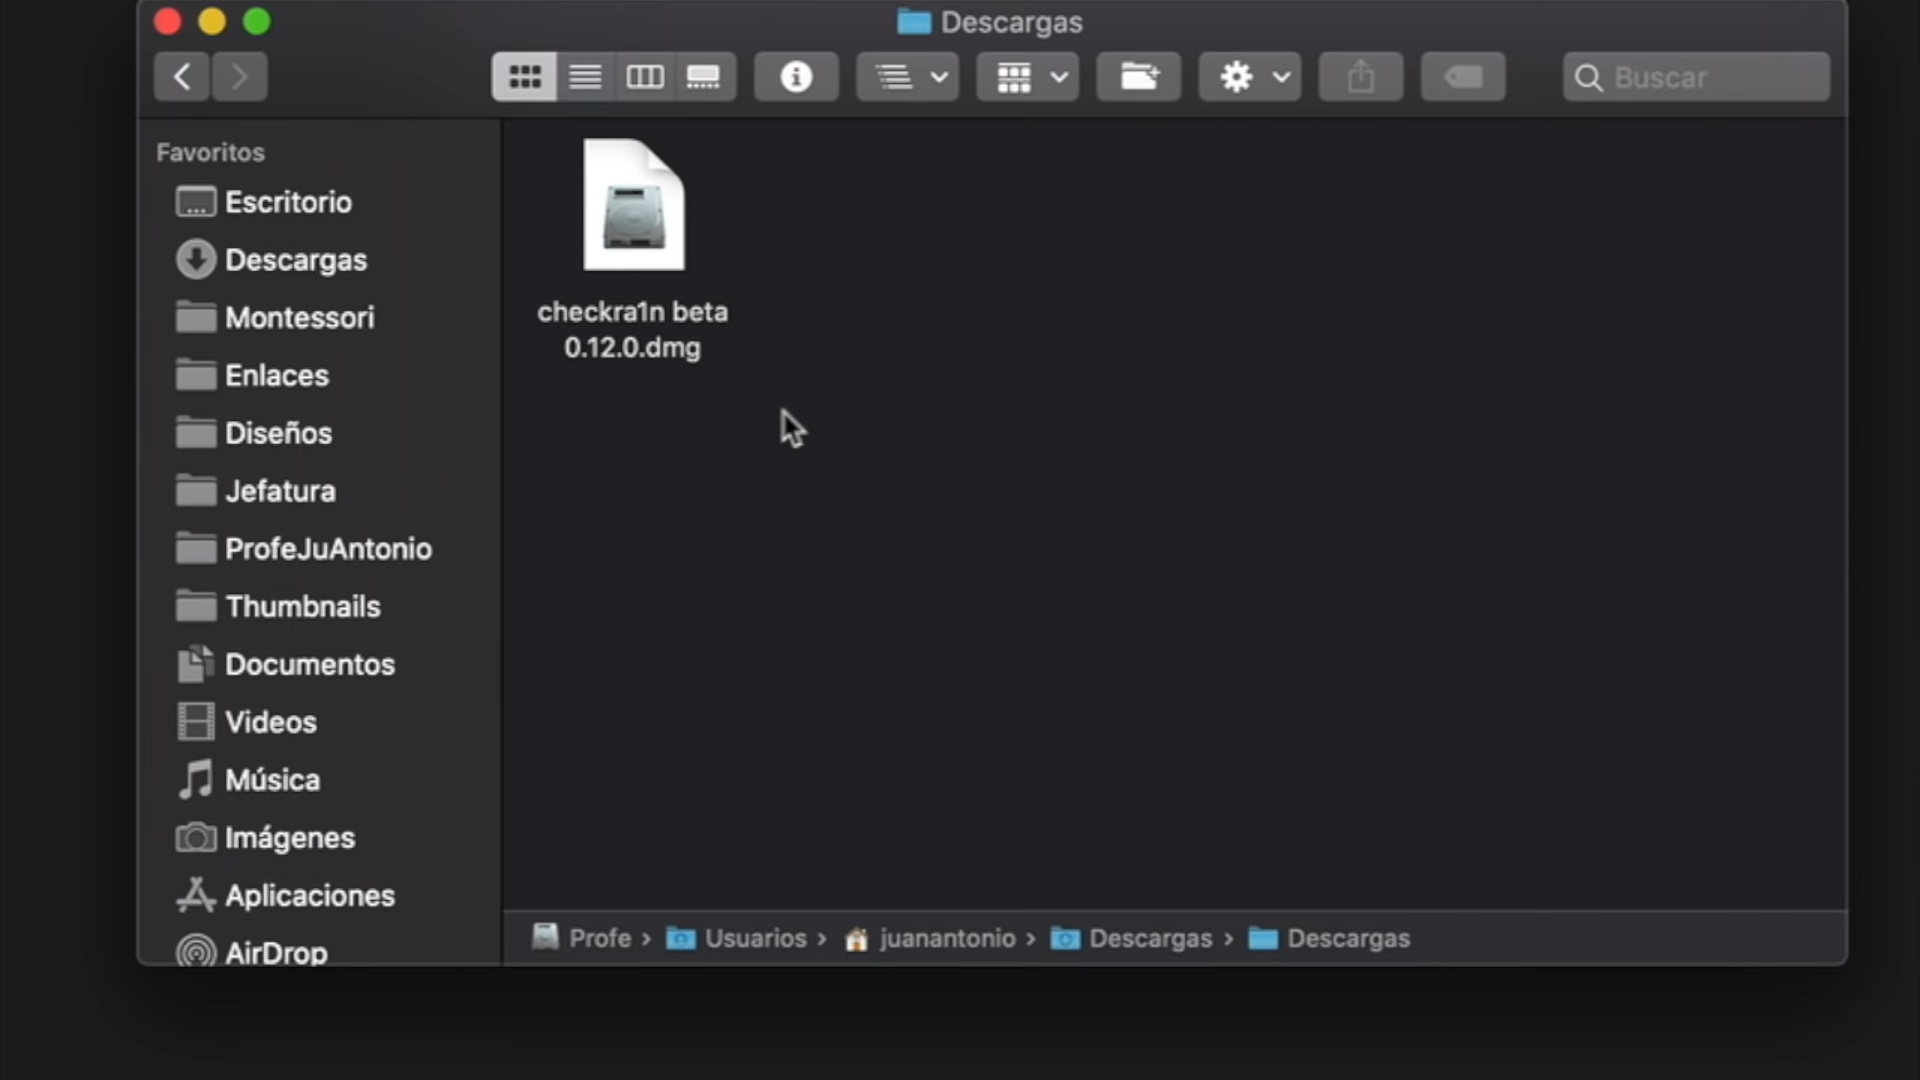 Descargas
Buscar
Favoritos
Escritorio
Descargas
Montessori
Enlaces
Diseños
Jefatura
ProfeJuAntonio
Thumbnails
Documentos
Videos
Música
Imágenes
Aplicaciones
AirDrop
checkra1n beta
0.12.0.dmg
Profe › Usuarios › juanantonio › Descargas › Descargas